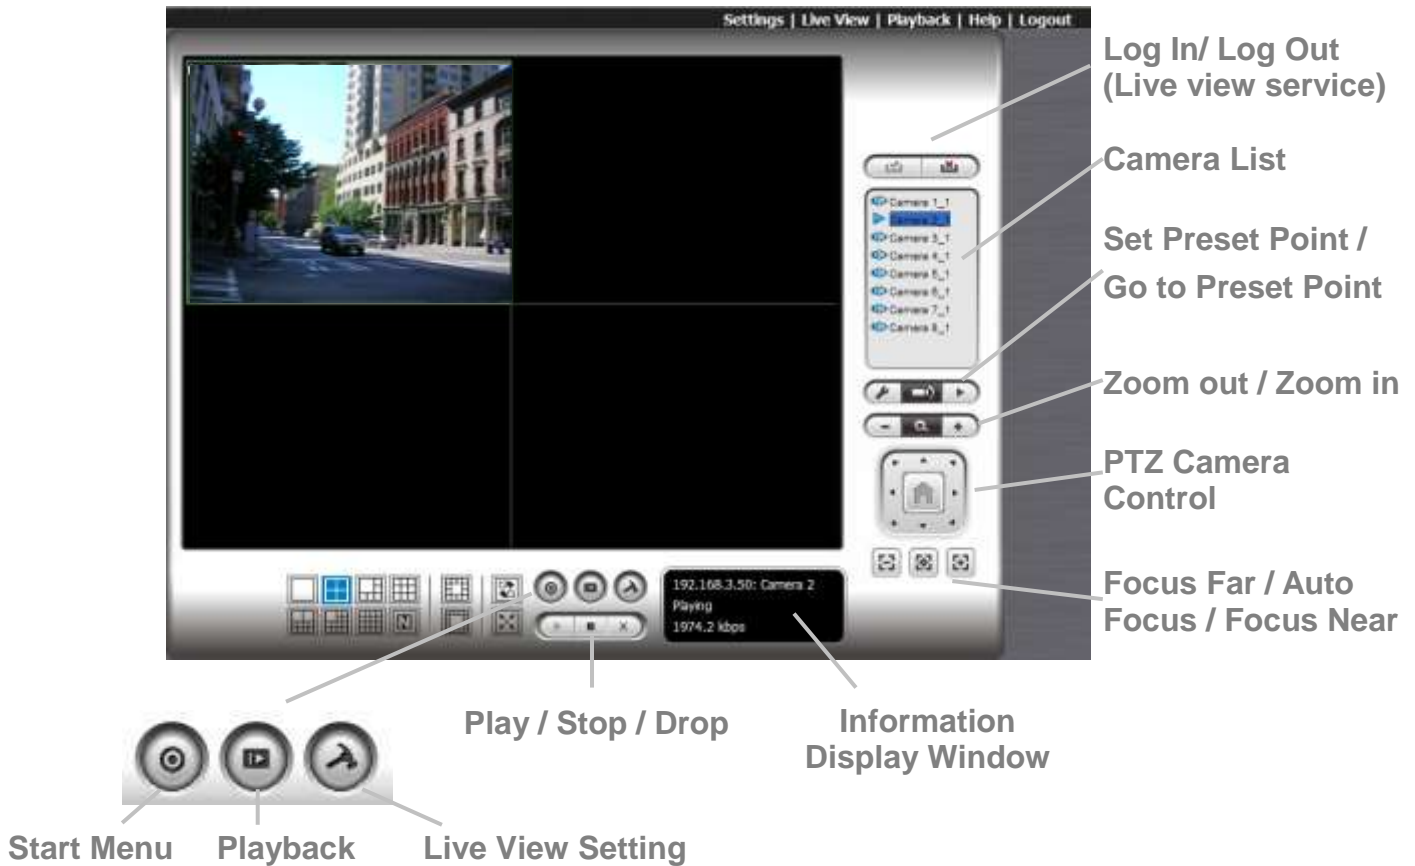 Settings | Live View | Playback | Help | Logout
Log In/ Log Out
(Live view service)
Camera List
Camera 1_1
Camera 2_1
Camera 3_1
Camera 4_1
Camera 5_1
Camera 6_1
Camera 7_1
Camera 8_1
Set Preset Point /
Go to Preset Point
Zoom out / Zoom in
PTZ Camera
Control
Focus Far / Auto
Focus / Focus Near
192.168.3.50: Camera 2
Playing
1974.2 kbps
N
Play / Stop / Drop
Information
Display Window
Start Menu
Playback
Live View Setting